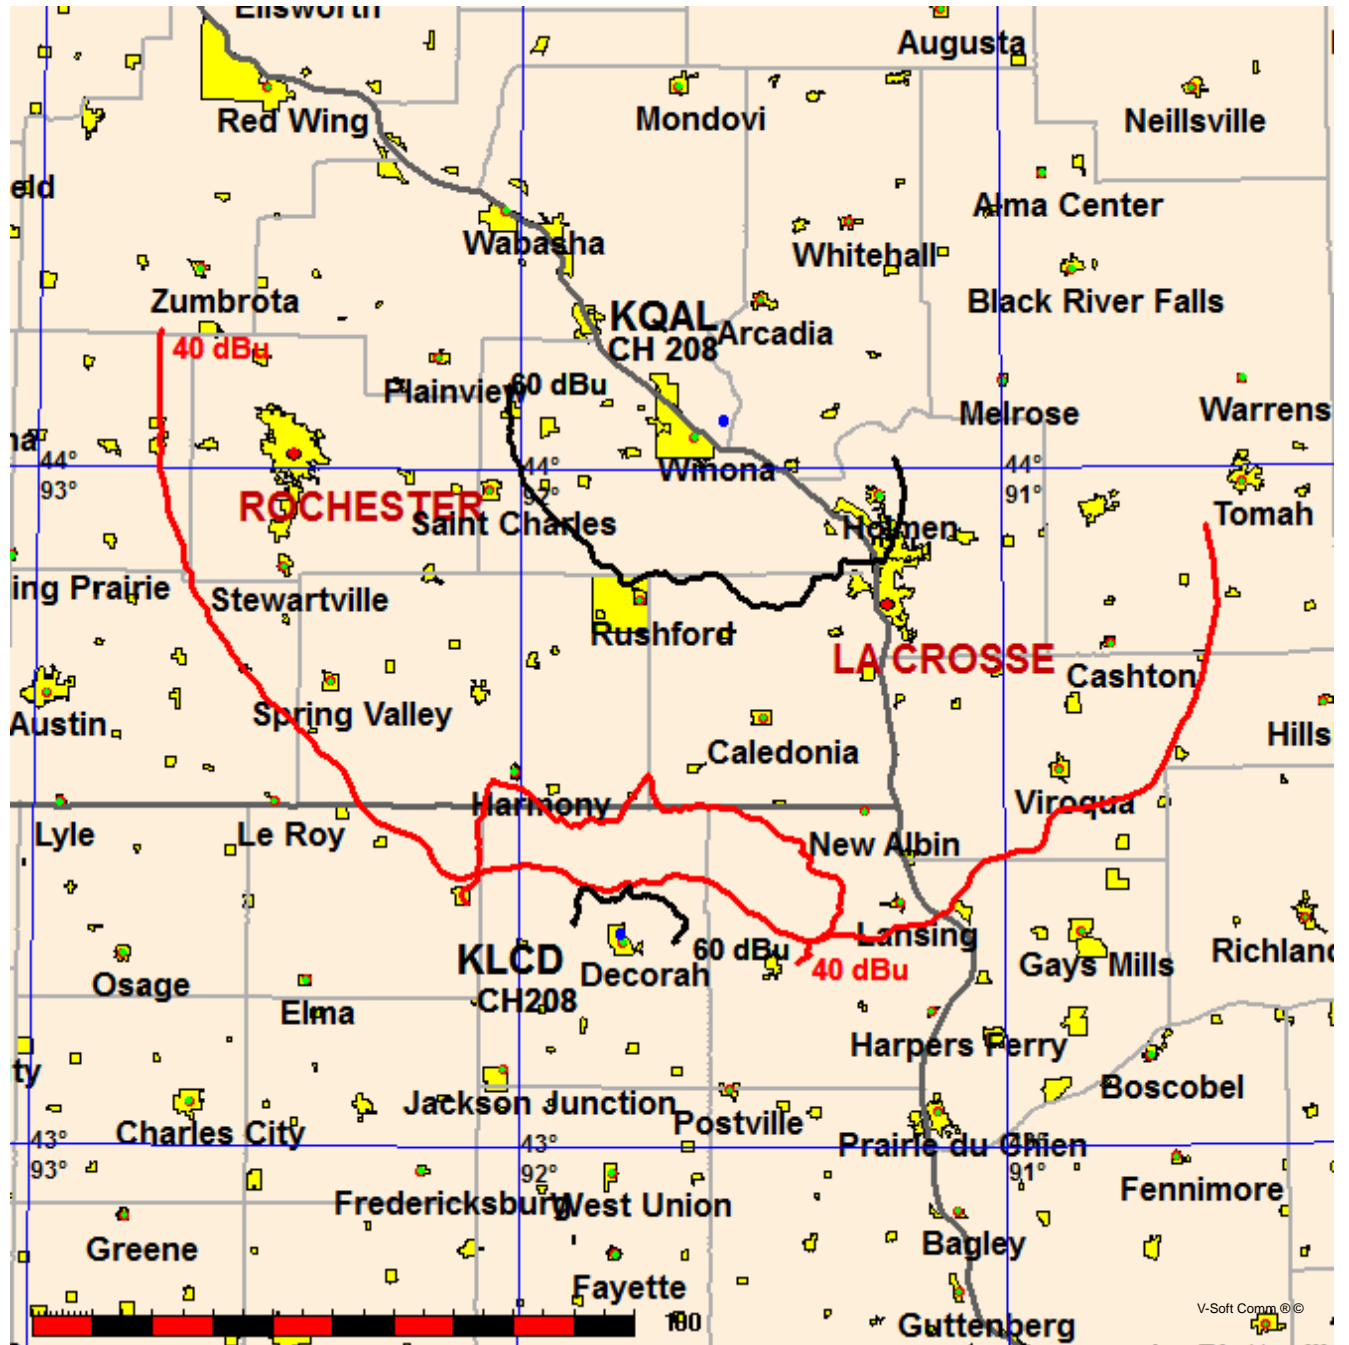 Ellsworth
Augusta
Red Wing
Mondovi
Neillsville
eld
Alma Center
Wabasha
Whitehall
Zumbrota
Black River Falls
KQAL
CH 208
Arcadia
40 dBu
Plainview
60 dBu
Melrose
Warrens
na
44°
93°
44°
92°
Winona
44°
91°
ROCHESTER
Saint Charles
Holmen
Tomah
ing Prairie
Stewartville
Rushford
LA CROSSE
Cashton
Austin
Spring Valley
Caledonia
Hills
Harmony
Viroqua
Lyle
Le Roy
New Albin
KLCD
CH208
Decorah
60 dBu
40 dBu
Lansing
Gays Mills
Richland
Osage
Elma
Harpers Ferry
ty
Jackson Junction
Postville
Boscobel
Charles City
Prairie du Chien
43°
93°
43°
92°
91°
Fredericksburg
West Union
Fennimore
Greene
Bagley
Fayette
Guttenberg
100
V-Soft Comm ® ©